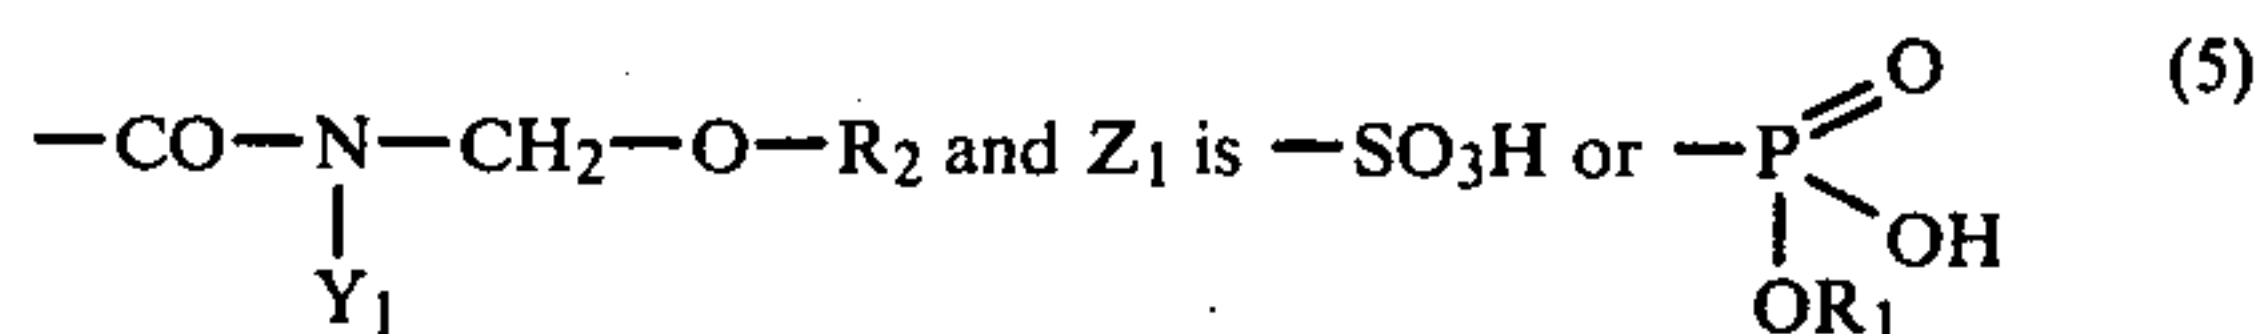 O (5)
—CO—N—CH₂—O—R₂ and Z₁ is —SO₃H or —P
OH
Y₁ OR₁